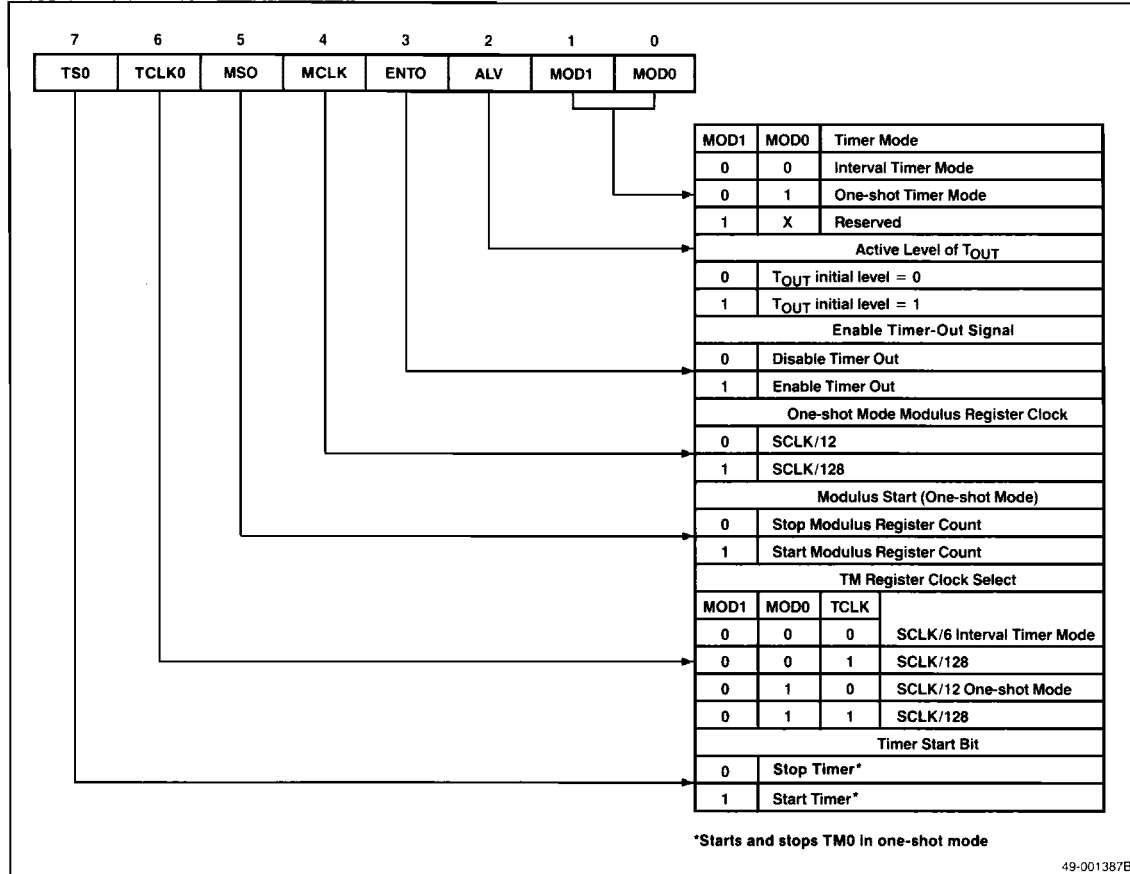 7 6 5 4 3 2 1 0
TS0 TCLK0 MSO MCLK ENTO ALV MOD1 MOD0
MOD1 MOD0 Timer Mode
0 0 Interval Timer Mode
0 1 One-shot Timer Mode
1 X Reserved
Active Level of TOUT
0 TOUT initial level = 0
1 TOUT initial level = 1
Enable Timer-Out Signal
0 Disable Timer Out
1 Enable Timer Out
One-shot Mode Modulus Register Clock
0 SCLK/12
1 SCLK/128
Modulus Start (One-shot Mode)
0 Stop Modulus Register Count
1 Start Modulus Register Count
TM Register Clock Select
MOD1 MOD0 TCLK
0 0 0 SCLK/6 Interval Timer Mode
0 0 1 SCLK/128
0 1 0 SCLK/12 One-shot Mode
0 1 1 SCLK/128
Timer Start Bit
0 Stop Timer*
1 Start Timer*
*Starts and stops TM0 in one-shot mode
49-001387B